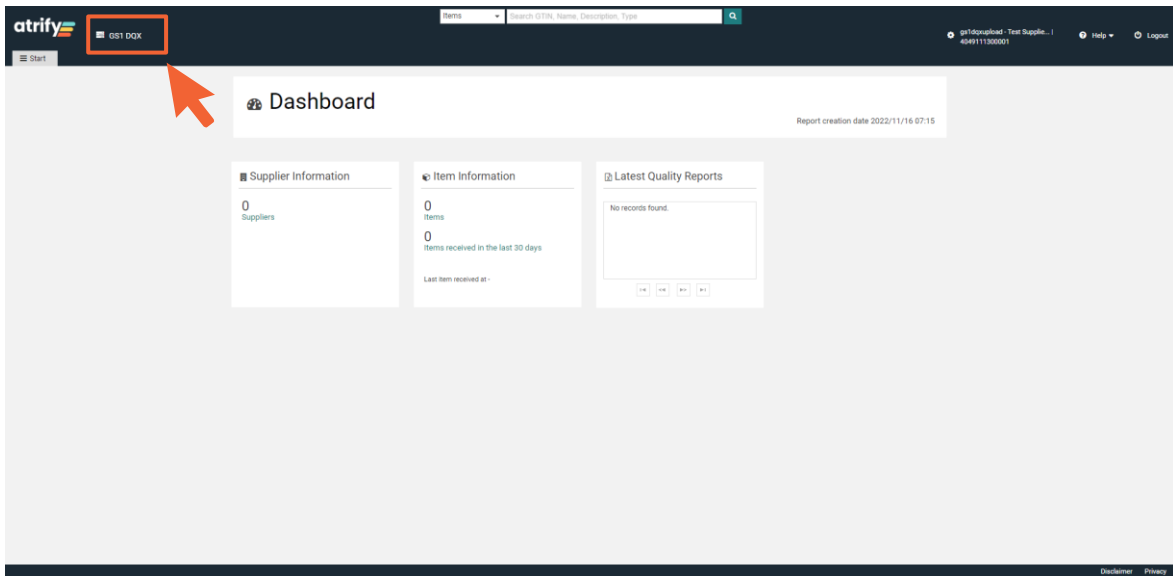 atrify
GS1 DQX
Items
Search GTIN, Name, Description, Type
gs1dqxupload - Test Supplie... |
4049111300001
Help
Logout
Start
Dashboard
Report creation date 2022/11/16 07:15
Supplier Information
0
Suppliers
Item Information
0
Items
0
Items received in the last 30 days
Last item received at -
Latest Quality Reports
No records found.
Disclaimer Privacy